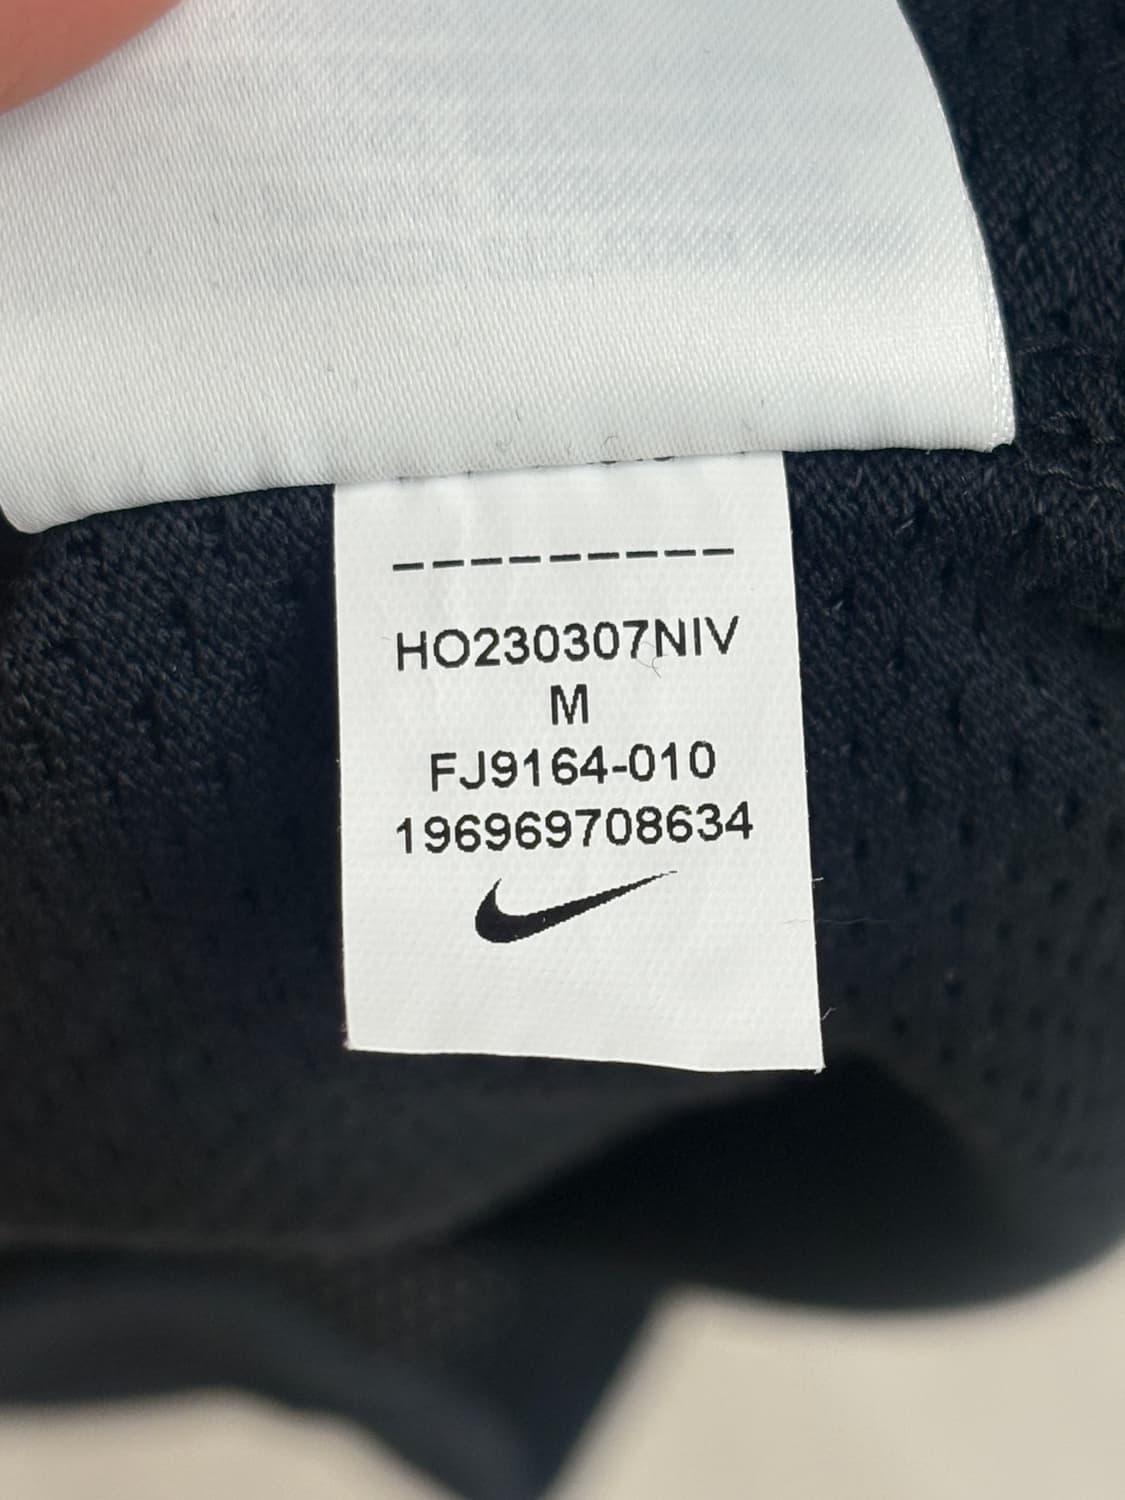 ---------
HO230307NIV
M
FJ9164-010
196969708634